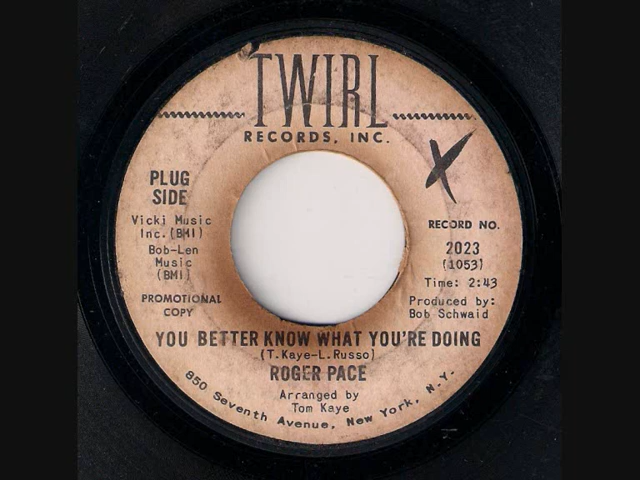 TWIRL
RECORDS, INC.
PLUG
SIDE
Vicki Music
Inc.(BMI)
Bob-Len
Music
(BMI)
PROMOTIONAL
COPY
X
RECORD NO.
2023
(1053)
Time: 2:43
Produced by:
Bob Schwaid
YOU BETTER KNOW WHAT YOU'RE DOING
(T.Kaye-L.Russo)
ROGER PACE
Arranged by
Tom Kaye
850 Seventh Avenue, New York, N.Y.